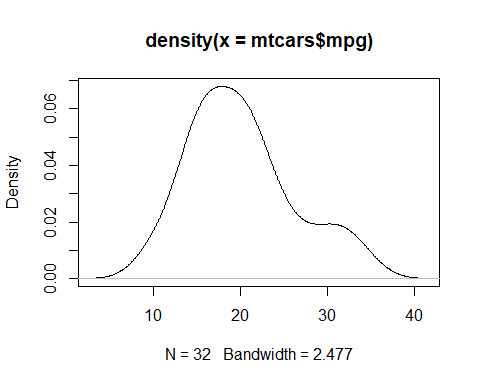 density(x = mtcars$mpg)
Density
0.00
0.02
0.04
0.06
10 20 30 40
N = 32 Bandwidth = 2.477